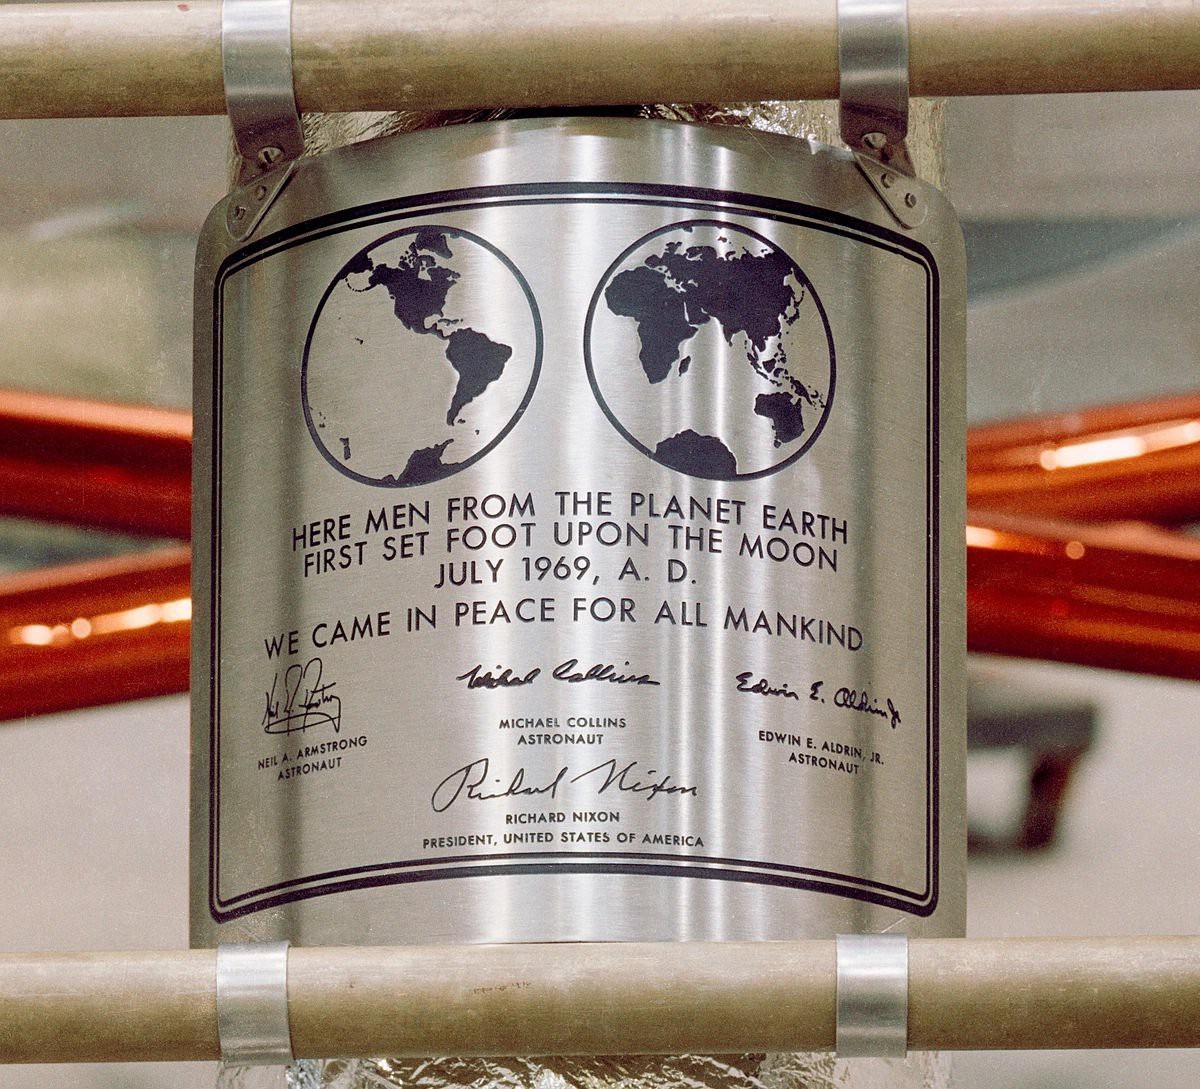 HERE MEN FROM THE PLANET EARTH
FIRST SET FOOT UPON THE MOON
JULY 1969, A. D.
WE CAME IN PEACE FOR ALL MANKIND
Neil A. Armstrong
NEIL A. ARMSTRONG
ASTRONAUT
Michael Collins
MICHAEL COLLINS
ASTRONAUT
Edwin E. Aldrin Jr
EDWIN E. ALDRIN, JR.
ASTRONAUT
Richard Nixon
RICHARD NIXON
PRESIDENT, UNITED STATES OF AMERICA